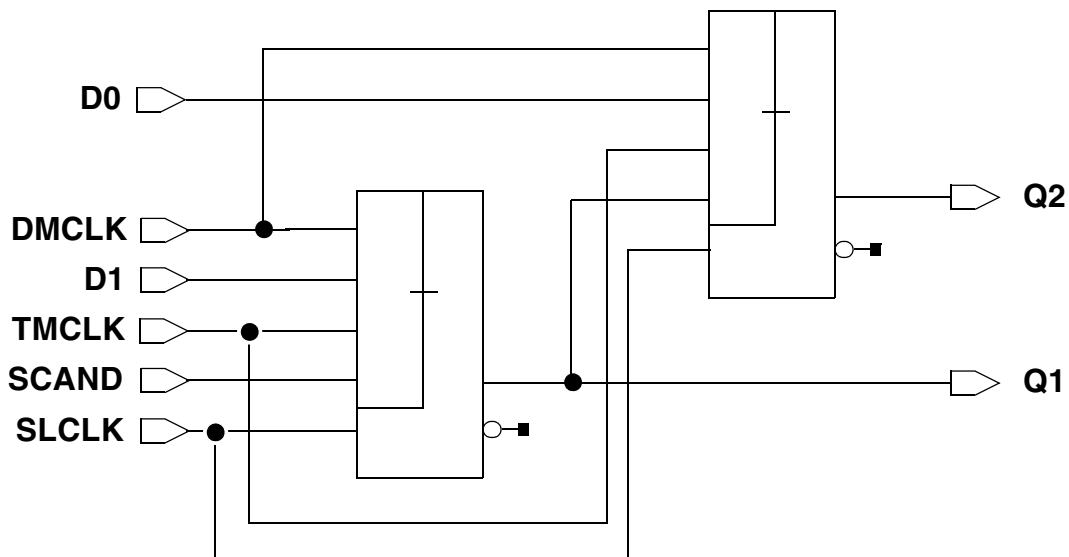 D0
DMCLK
D1
TMCLK
SCAND
SLCLK
Q2
Q1